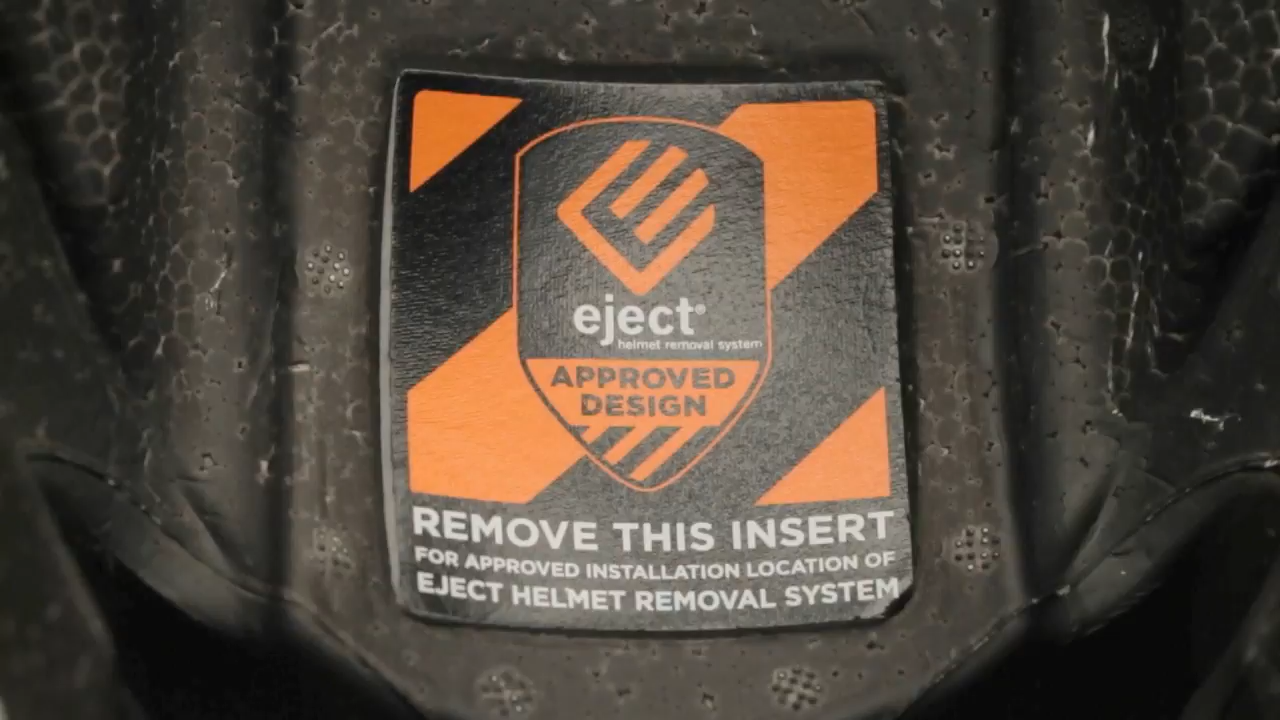 eject®
helmet removal system
APPROVED
DESIGN
REMOVE THIS INSERT
FOR APPROVED INSTALLATION LOCATION OF
EJECT HELMET REMOVAL SYSTEM